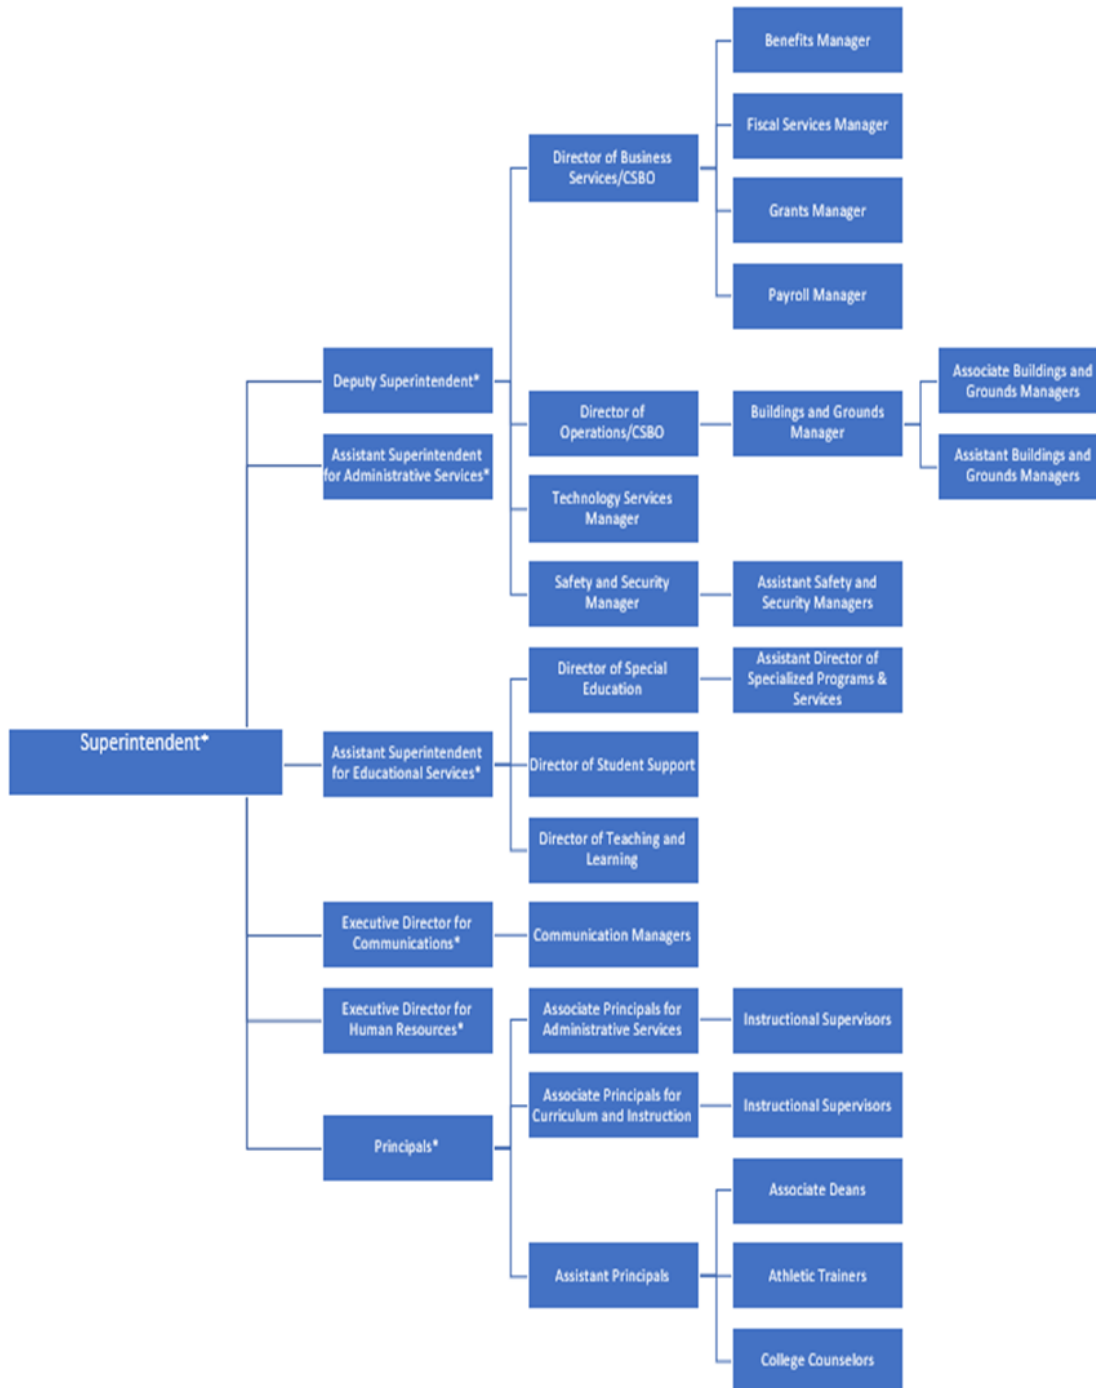 Benefits Manager
Fiscal Services Manager
Director of Business
Services/CSBO
Grants Manager
Payroll Manager
Deputy Superintendent*
Associate Buildings and
Grounds Managers
Director of
Operations/CSBO
Buildings and Grounds
Manager
Assistant Superintendent
for Administrative Services*
Assistant Buildings and
Grounds Managers
Technology Services
Manager
Safety and Security
Manager
Assistant Safety and
Security Managers
Director of Special
Education
Assistant Director of
Specialized Programs &
Services
Superintendent*
Assistant Superintendent
for Educational Services*
Director of Student Support
Director of Teaching and
Learning
Executive Director for
Communications*
Communication Managers
Executive Director for
Human Resources*
Associate Principals for
Administrative Services
Instructional Supervisors
Associate Principals for
Curriculum and Instruction
Instructional Supervisors
Principals*
Associate Deans
Assistant Principals
Athletic Trainers
College Counselors